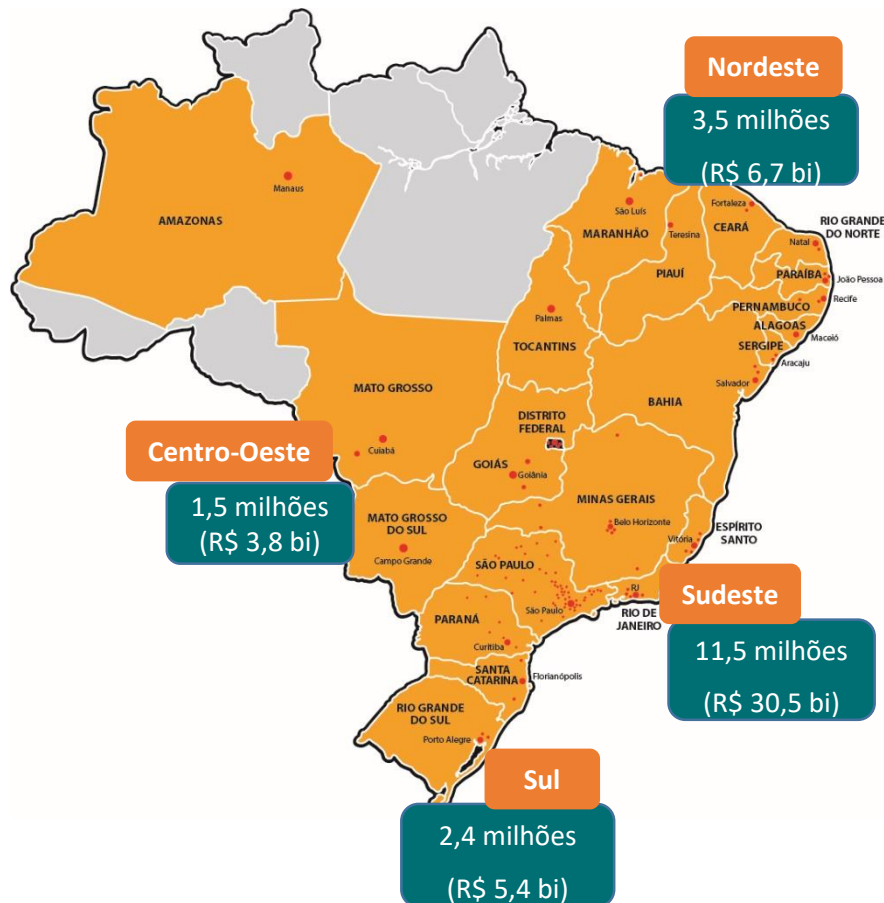 Nordeste
3,5 milhões
(R$ 6,7 bi)
Manaus
AMAZONAS
São Luís
MARANHÃO
Teresina
PIAUÍ
Fortaleza
CEARÁ
RIO GRANDE
DO NORTE
Natal
PARAÍBA
João Pessoa
PERNAMBUCO
Recife
ALAGOAS
Maceió
SERGIPE
Aracaju
Salvador
BAHIA
Palmas
TOCANTINS
MATO GROSSO
Cuiabá
DISTRITO
FEDERAL
GOIÁS
Goiânia
Centro-Oeste
1,5 milhões
(R$ 3,8 bi)
MATO GROSSO
DO SUL
Campo Grande
MINAS GERAIS
Belo Horizonte
ESPÍRITO
SANTO
Vitória
SÃO PAULO
São Paulo
RJ
RIO DE
JANEIRO
Sudeste
11,5 milhões
(R$ 30,5 bi)
PARANÁ
Curitiba
SANTA
CATARINA
Florianópolis
RIO GRANDE
DO SUL
Porto Alegre
Sul
2,4 milhões
(R$ 5,4 bi)